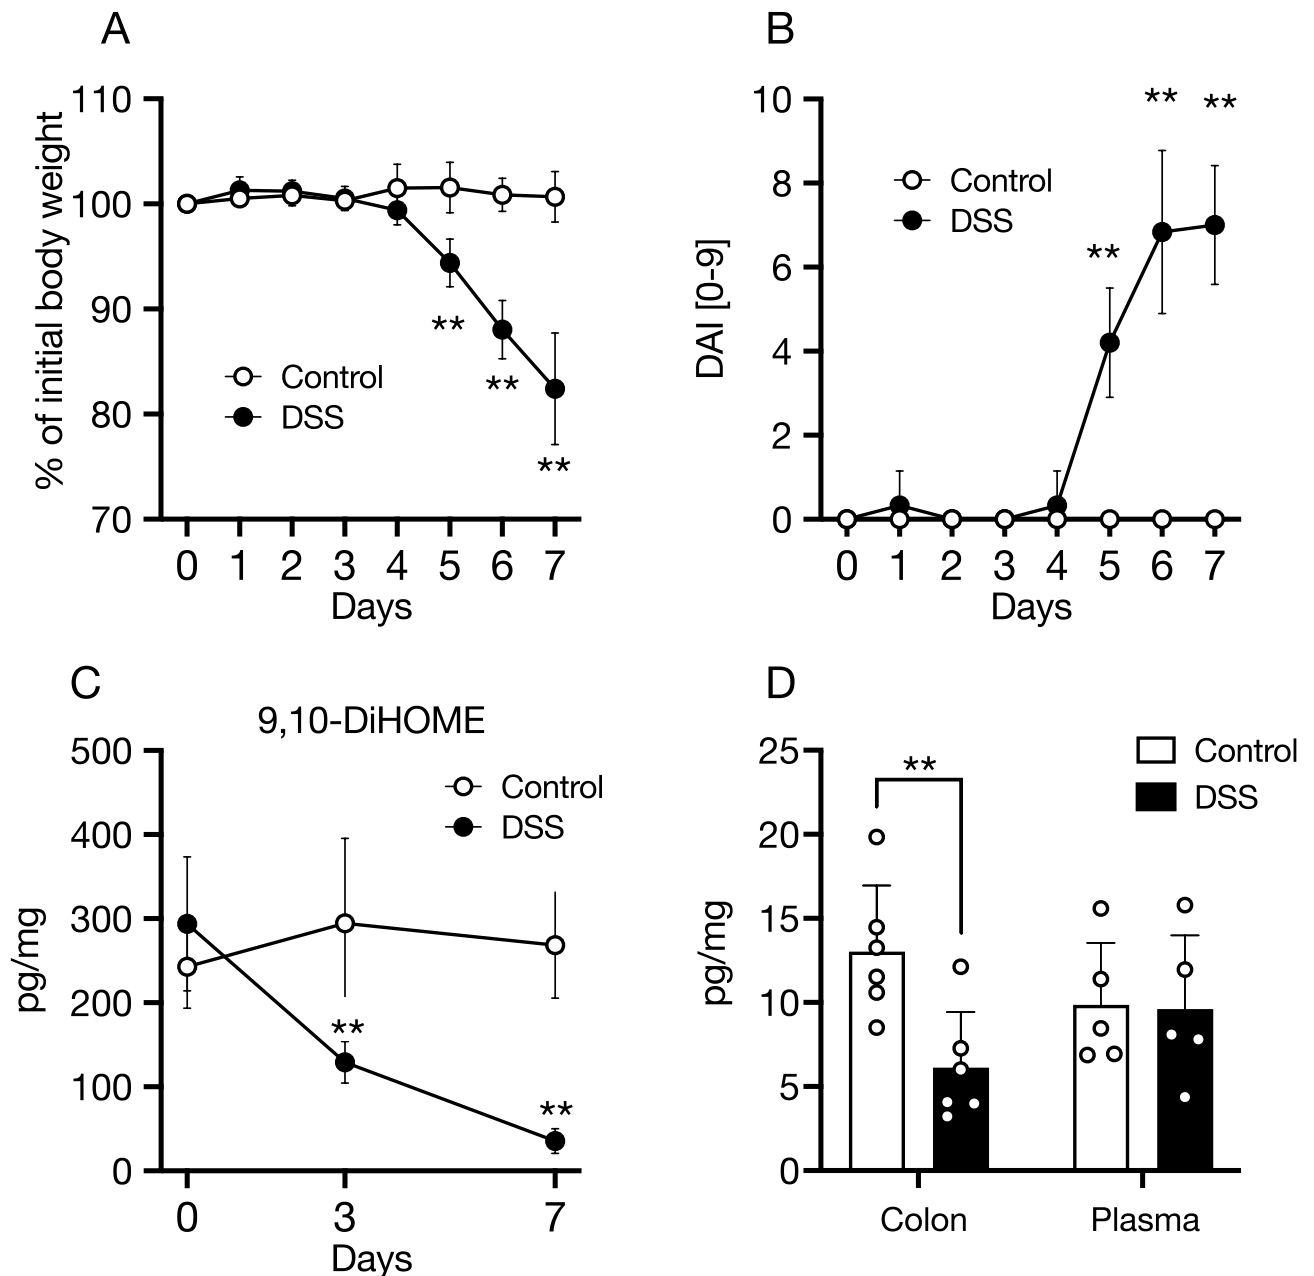 A
% of initial body weight
110
100
90
80
70
Control
DSS
**
**
**
0 1 2 3 4 5 6 7
Days
B
DAI [0-9]
10
8
6
4
2
0
Control
DSS
**
**
**
0 1 2 3 4 5 6 7
Days
C
9,10-DiHOME
pg/mg
500
400
300
200
100
0
Control
DSS
**
**
0 3 7
Days
D
pg/mg
25
20
15
10
5
0
Control
DSS
**
Colon Plasma